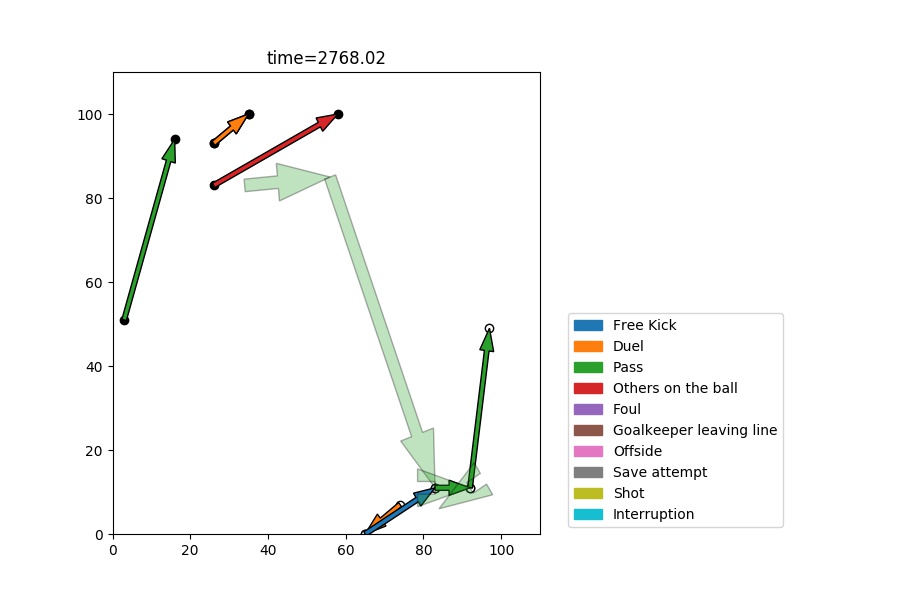 time=2768.02
100
80
60
40
20
0
0 20 40 60 80 100
Free Kick
Duel
Pass
Others on the ball
Foul
Goalkeeper leaving line
Offside
Save attempt
Shot
Interruption